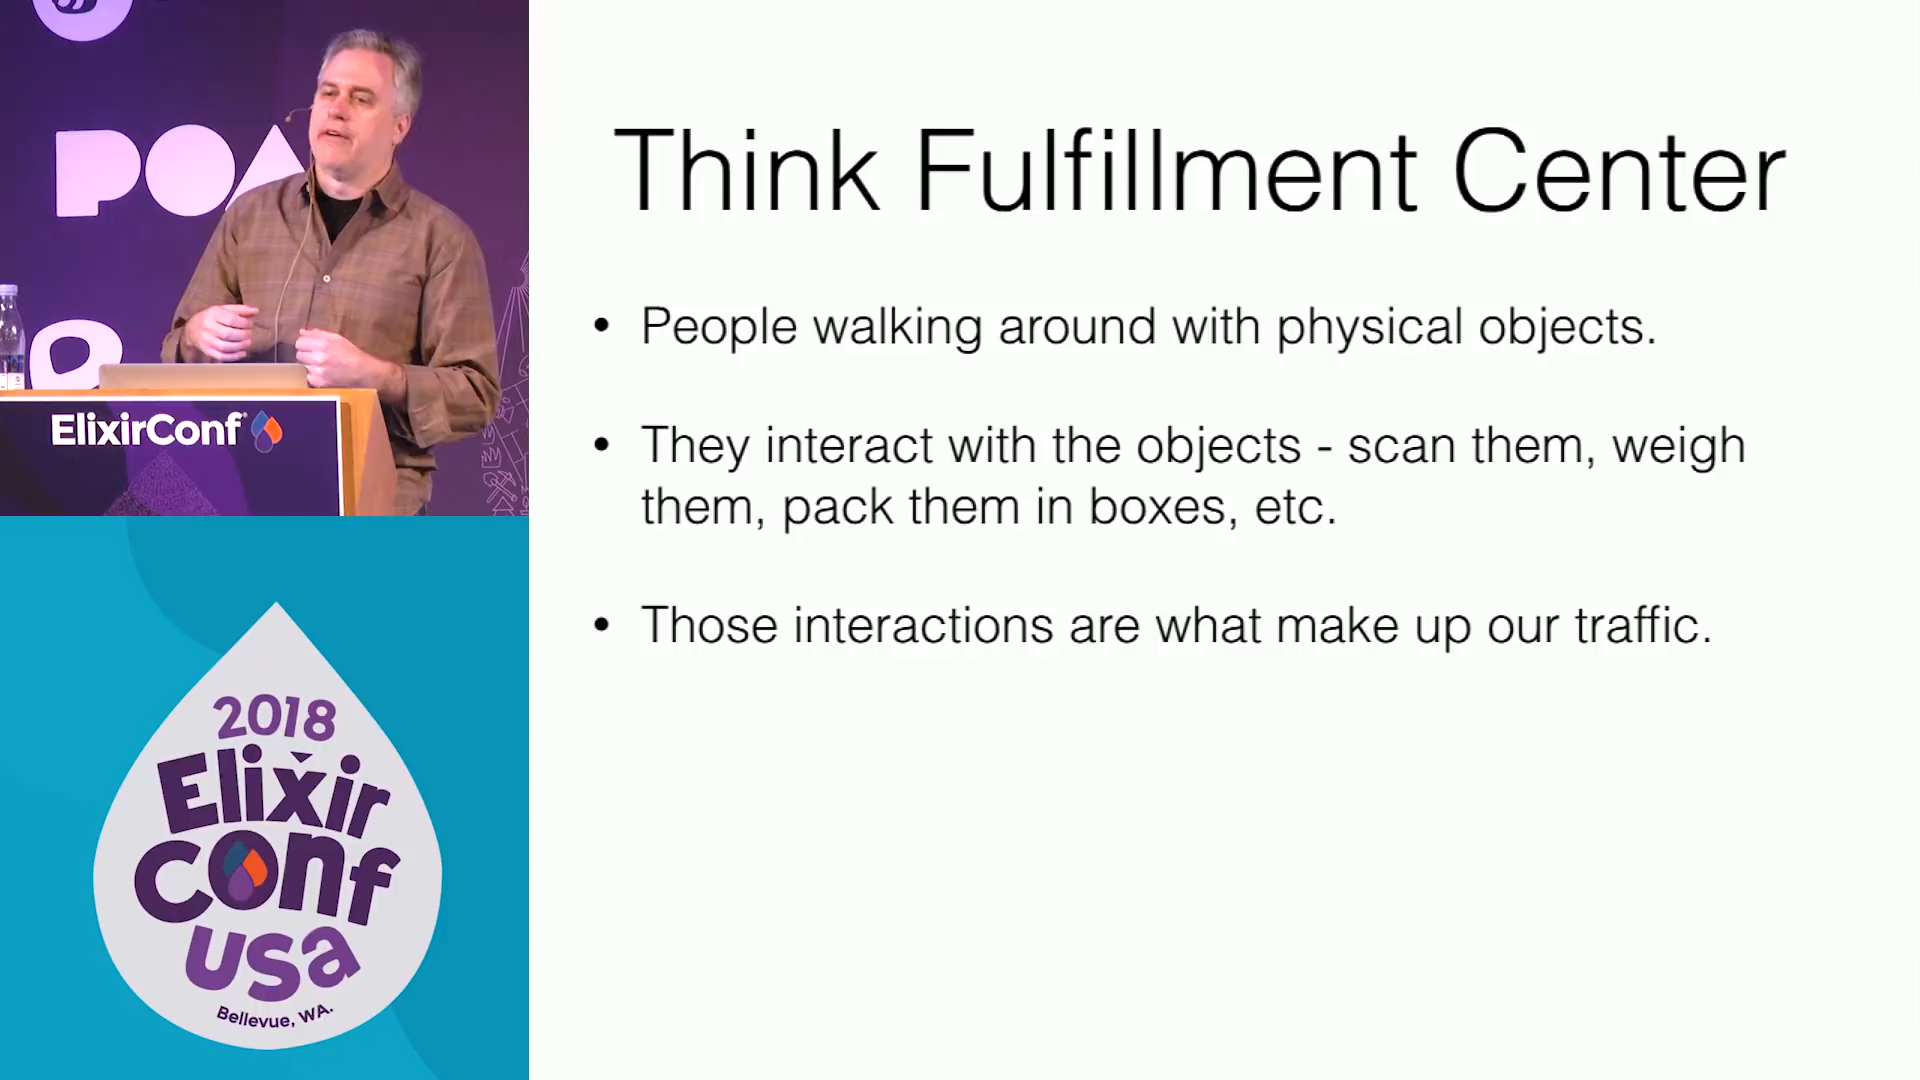 POA
ElixirConf
2018
Elixir
Conf
USA
Bellevue, WA.
Think Fulfillment Center
• People walking around with physical objects.
• They interact with the objects - scan them, weigh
them, pack them in boxes, etc.
• Those interactions are what make up our traffic.